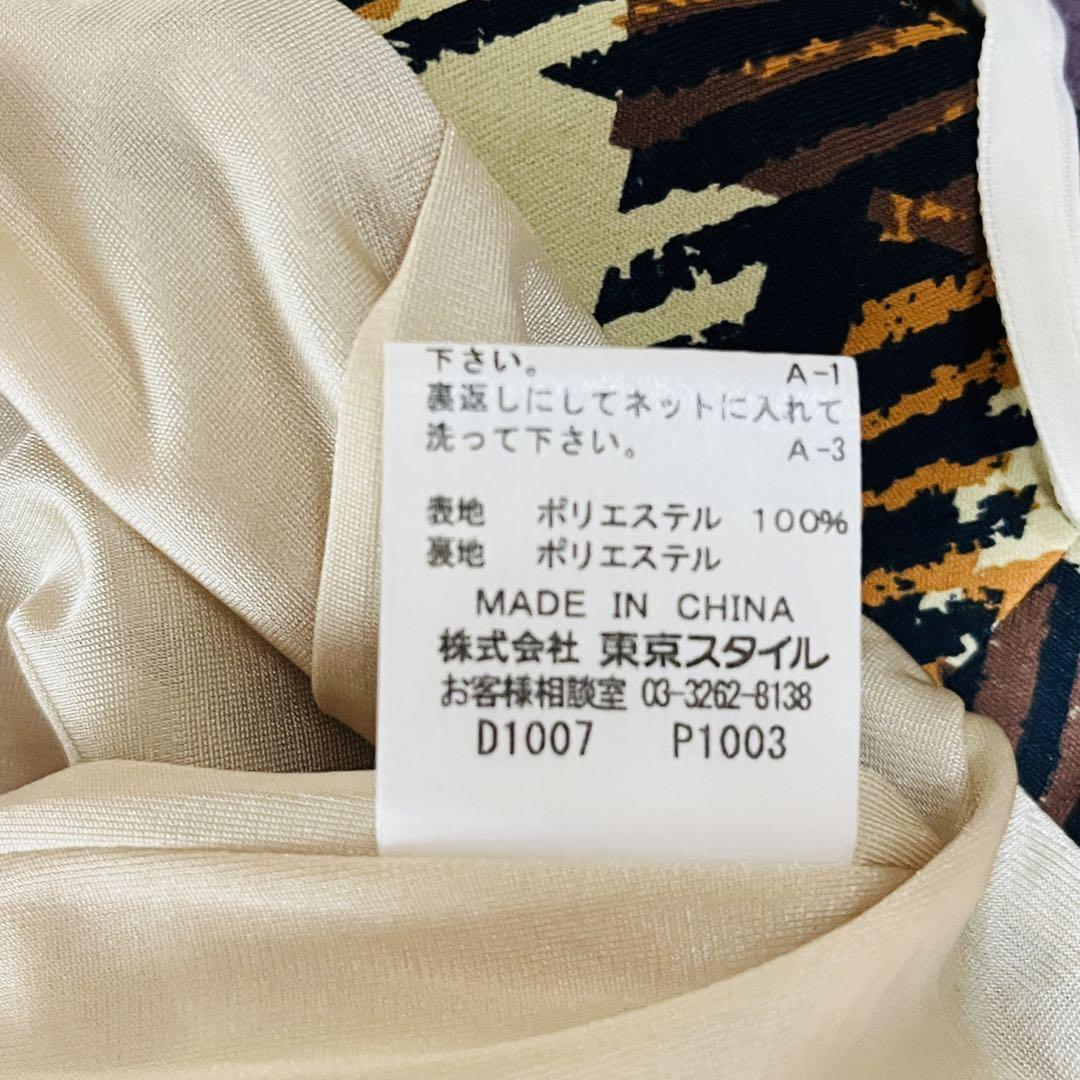 下さい。 A-1
裏返しにしてネットに入れて
洗って下さい。 A-3
表地 ポリエステル 100%
裏地 ポリエステル
MADE IN CHINA
株式会社 東京スタイル
お客様相談室 03-3262-8138
D1007 P1003